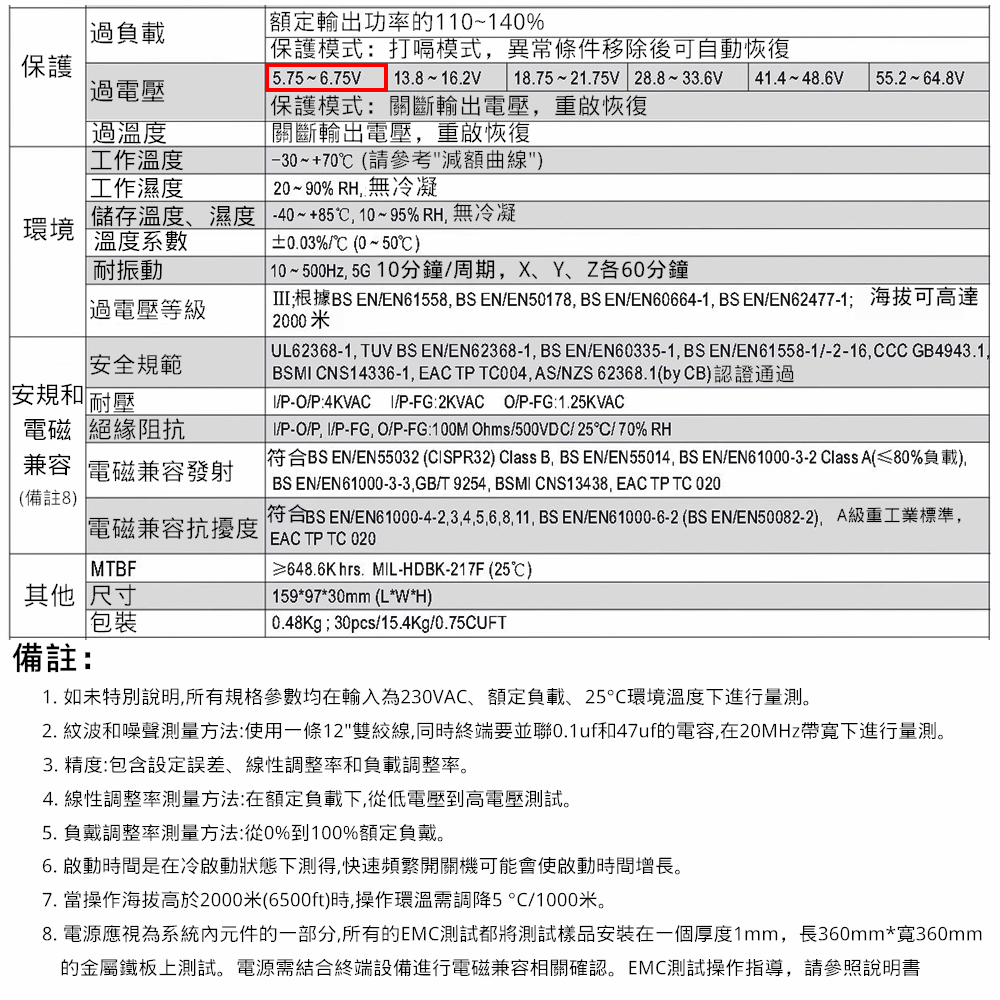 保護
過負載
額定輸出功率的110~140%
保護模式：打嗝模式，異常條件移除後可自動恢復
過電壓
5.75～6.75V 13.8～16.2V 18.75～21.75V 28.8～33.6V 41.4～48.6V 55.2～64.8V
保護模式：關斷輸出電壓，重啟恢復
過溫度 關斷輸出電壓，重啟恢復
環境
工作溫度 -30～+70℃ (請參考"減額曲線")
工作濕度 20～90% RH, 無冷凝
儲存溫度、濕度 -40～+85℃, 10～95% RH, 無冷凝
溫度系數 ±0.03%/℃ (0～50℃)
耐振動 10～500Hz, 5G 10分鐘/周期，X、Y、Z各60分鐘
過電壓等級
III;根據BS EN/EN61558, BS EN/EN50178, BS EN/EN60664-1, BS EN/EN62477-1; 海拔可高達
2000 米
安規和
電磁
兼容
(備註8)
安全規範
UL62368-1, TUV BS EN/EN62368-1, BS EN/EN60335-1, BS EN/EN61558-1/-2-16,CCC GB4943.1,
BSMI CNS14336-1, EAC TP TC004, AS/NZS 62368.1(by CB)認證通過
耐壓 I/P-O/P:4KVAC I/P-FG:2KVAC O/P-FG:1.25KVAC
絕緣阻抗 I/P-O/P, I/P-FG, O/P-FG:100M Ohms/500VDC/ 25℃/ 70% RH
電磁兼容發射
符合BS EN/EN55032 (CISPR32) Class B, BS EN/EN55014, BS EN/EN61000-3-2 Class A(≤80%負載),
BS EN/EN61000-3-3,GB/T 9254, BSMI CNS13438, EAC TP TC 020
電磁兼容抗擾度
符合BS EN/EN61000-4-2,3,4,5,6,8,11, BS EN/EN61000-6-2 (BS EN/EN50082-2), A級重工業標準，
EAC TP TC 020
其他
MTBF ≥648.6K hrs. MIL-HDBK-217F (25℃)
尺寸 159*97*30mm (L*W*H)
包裝 0.48Kg ; 30pcs/15.4Kg/0.75CUFT
備註：
1. 如未特別說明,所有規格參數均在輸入為230VAC、額定負載、25°C環境溫度下進行量測。
2. 紋波和噪聲測量方法:使用一條12"雙絞線,同時終端要並聯0.1uf和47uf的電容,在20MHz帶寬下進行量測。
3. 精度:包含設定誤差、線性調整率和負載調整率。
4. 線性調整率測量方法:在額定負載下,從低電壓到高電壓測試。
5. 負戴調整率測量方法:從0%到100%額定負戴。
6. 啟動時間是在冷啟動狀態下測得,快速頻繁開關機可能會使啟動時間增長。
7. 當操作海拔高於2000米(6500ft)時,操作環溫需調降5 °C/1000米。
8. 電源應視為系統內元件的一部分,所有的EMC測試都將測試樣品安裝在一個厚度1mm，長360mm*寬360mm
的金屬鐵板上測試。電源需結合終端設備進行電磁兼容相關確認。EMC測試操作指導，請參照說明書